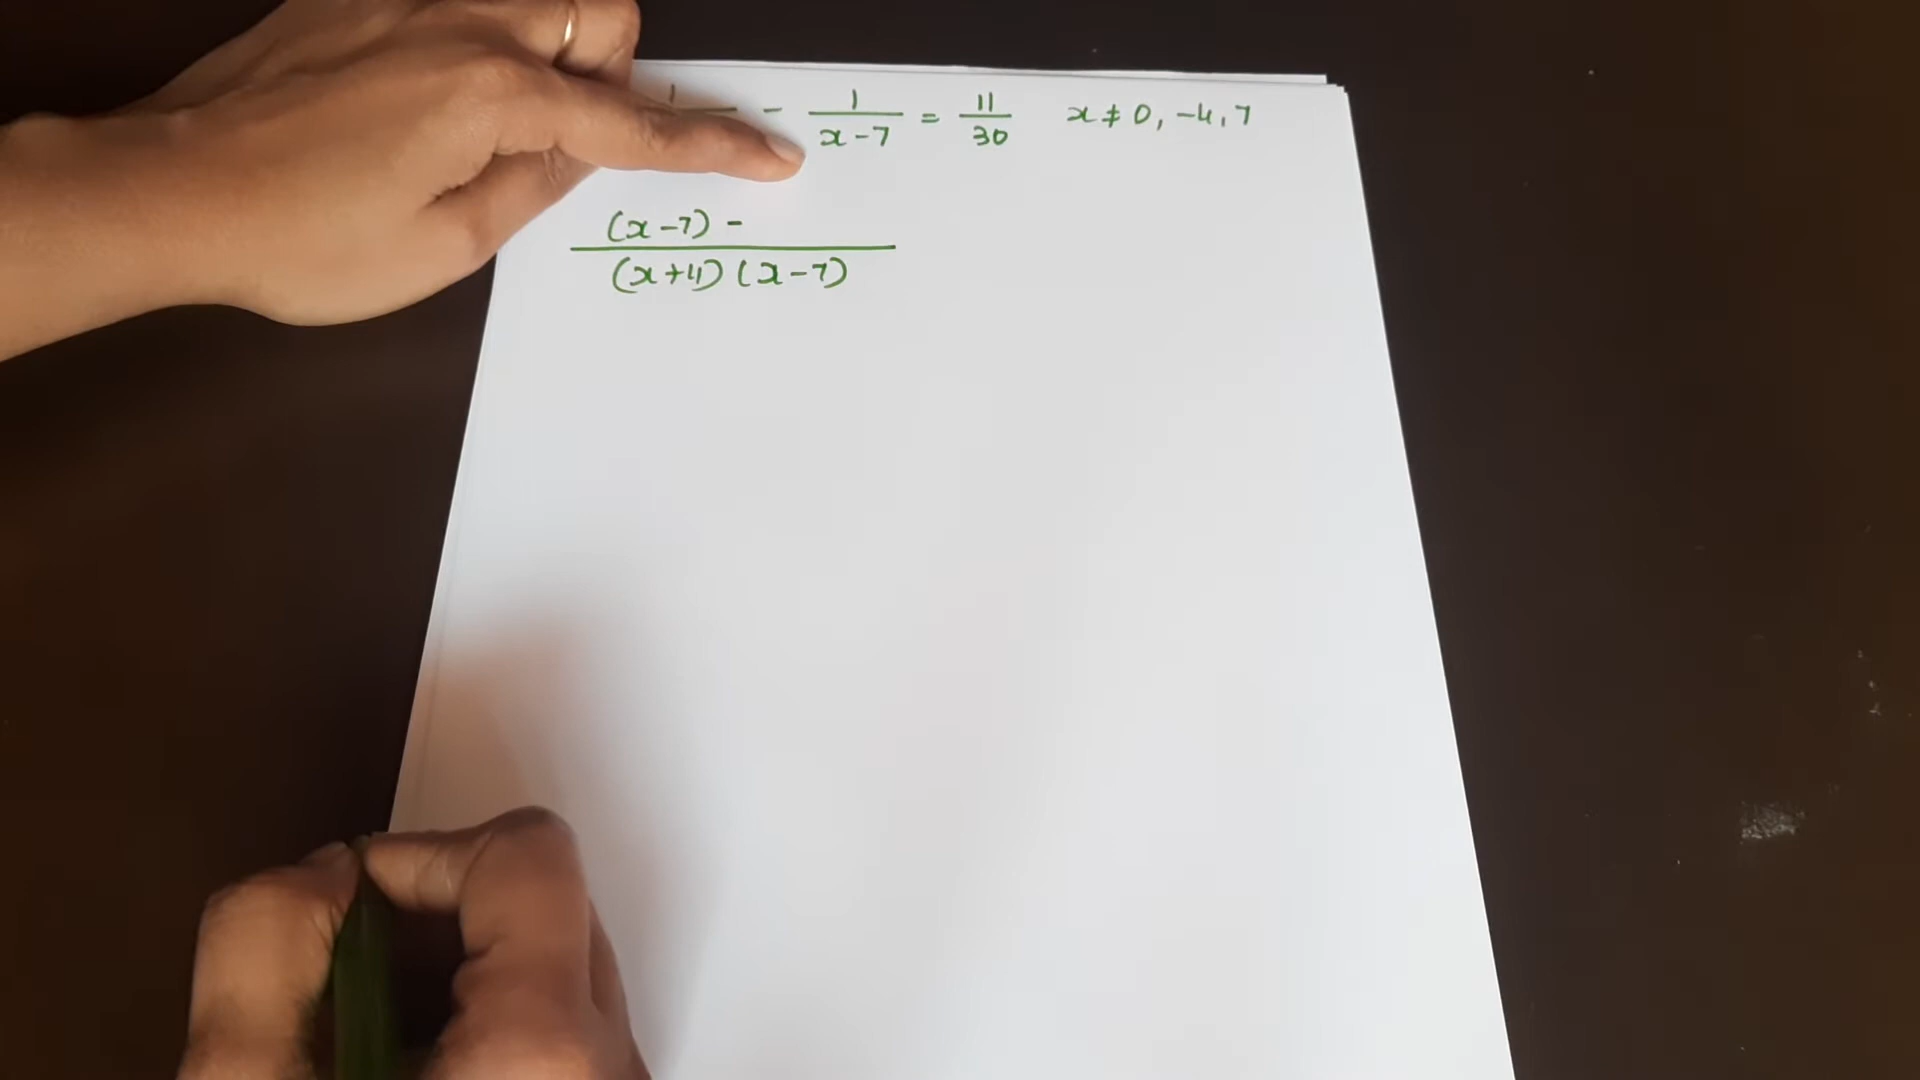 1 - 1/(x-7) = 11/30 x ≠ 0, -4, 7
(x-7) -
(x+4) (x-7)